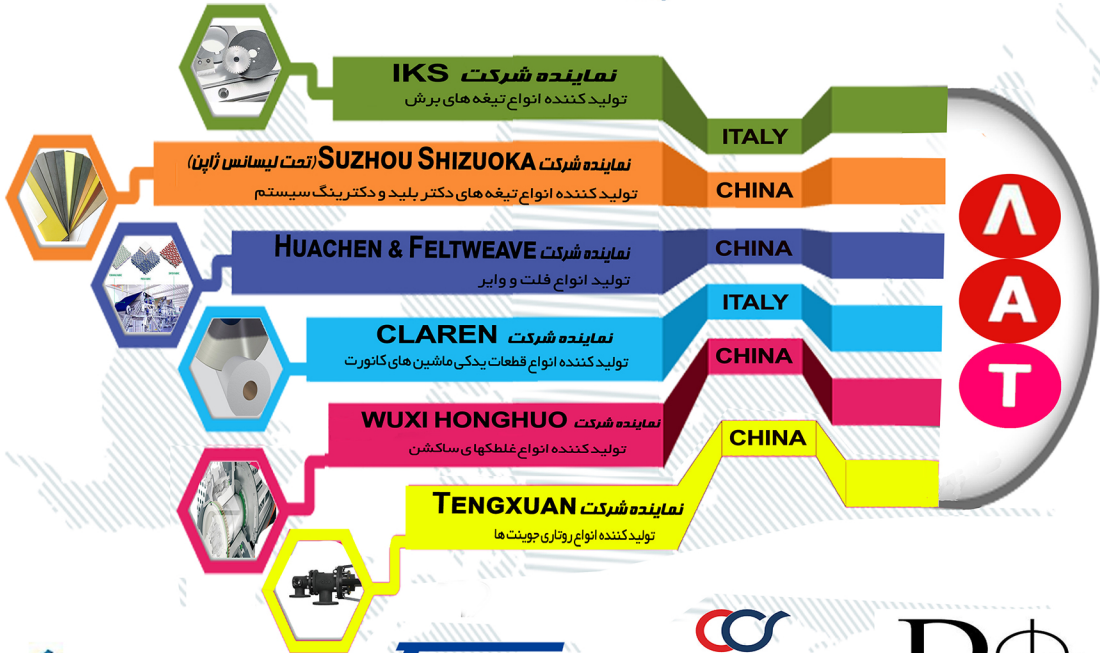 نماینده شرکت IKS
تولید کننده انواع تیغه های برش
ITALY
نماینده شرکت SUZHOU SHIZUOKA (تحت لیسانس ژاپن)
تولید کننده انواع تیغه های دکتر بلید و دکترینگ سیستم
CHINA
نماینده شرکت HUACHEN & FELTWEAVE
تولید انواع فلت و وایر
CHINA
نماینده شرکت CLAREN
تولید کننده انواع قطعات یدکی ماشین های کانورت
ITALY
نماینده شرکت WUXI HONGHUO
تولید کننده انواع غلطکهای ساکشن
CHINA
نماینده شرکت TENGXUAN
تولید کننده انواع روتاری جوینت ها
CHINA
Λ
A
T